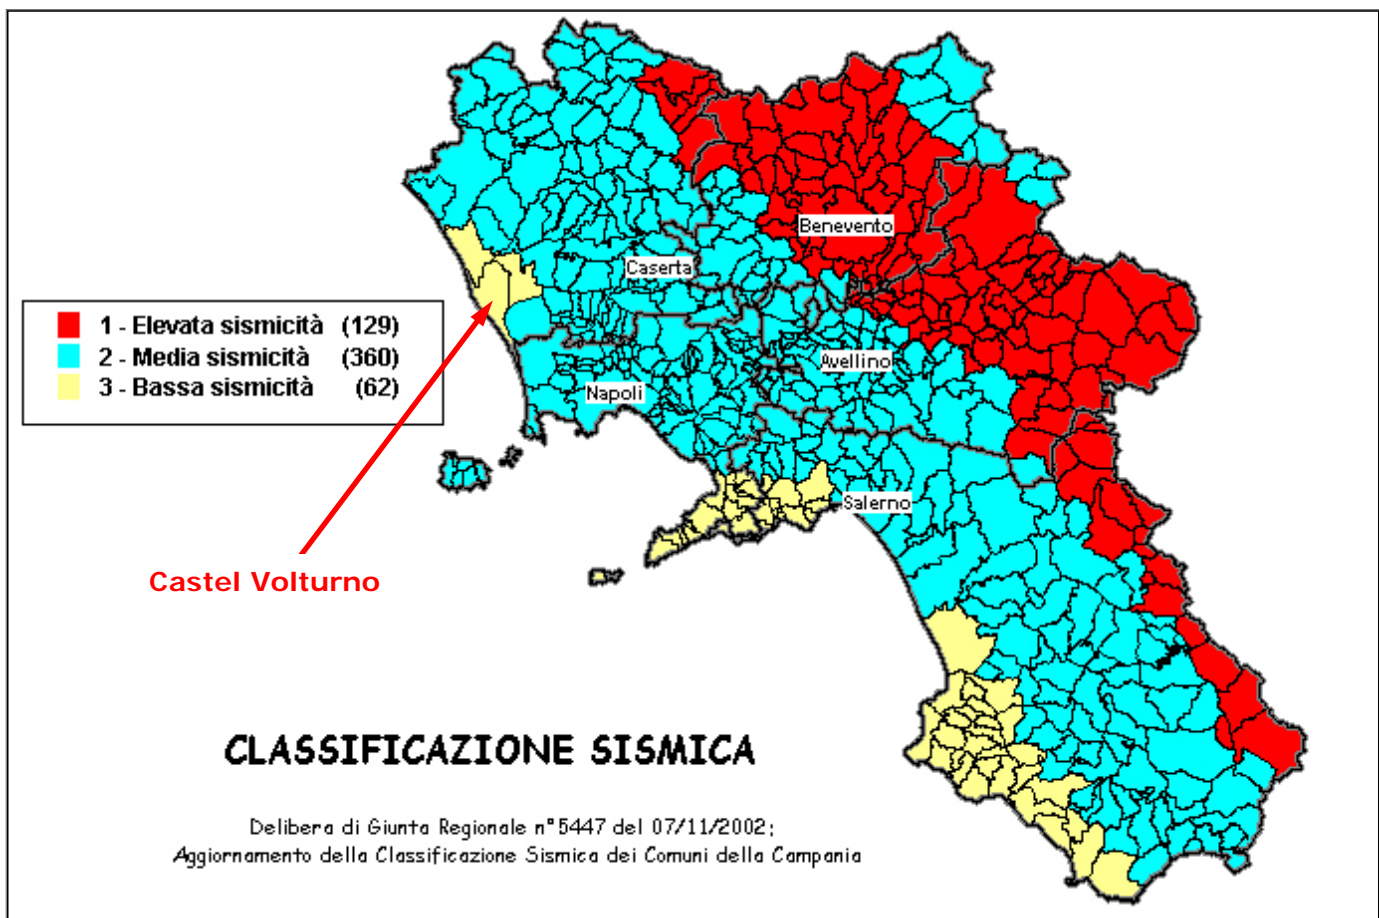 Benevento
Caserta
1 - Elevata sismicità (129)
2 - Media sismicità (360)
3 - Bassa sismicità (62)
Avellino
Napoli
Salerno
Castel Volturno
CLASSIFICAZIONE SISMICA
Delibera di Giunta Regionale n°5447 del 07/11/2002;
Aggiornamento della Classificazione Sismica dei Comuni della Campania